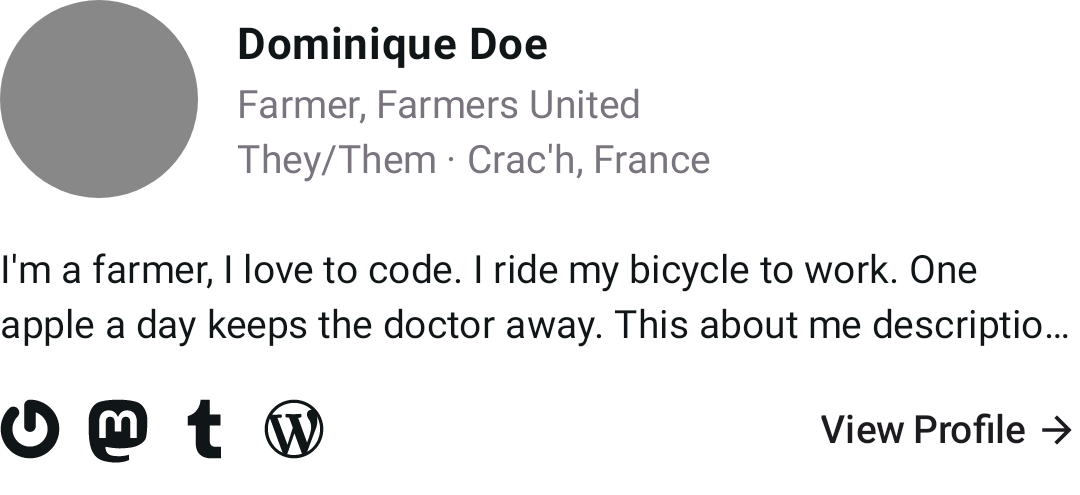 Dominique Doe
Farmer, Farmers United
They/Them · Crac'h, France
I'm a farmer, I love to code. I ride my bicycle to work. One
apple a day keeps the doctor away. This about me descriptio…
View Profile →